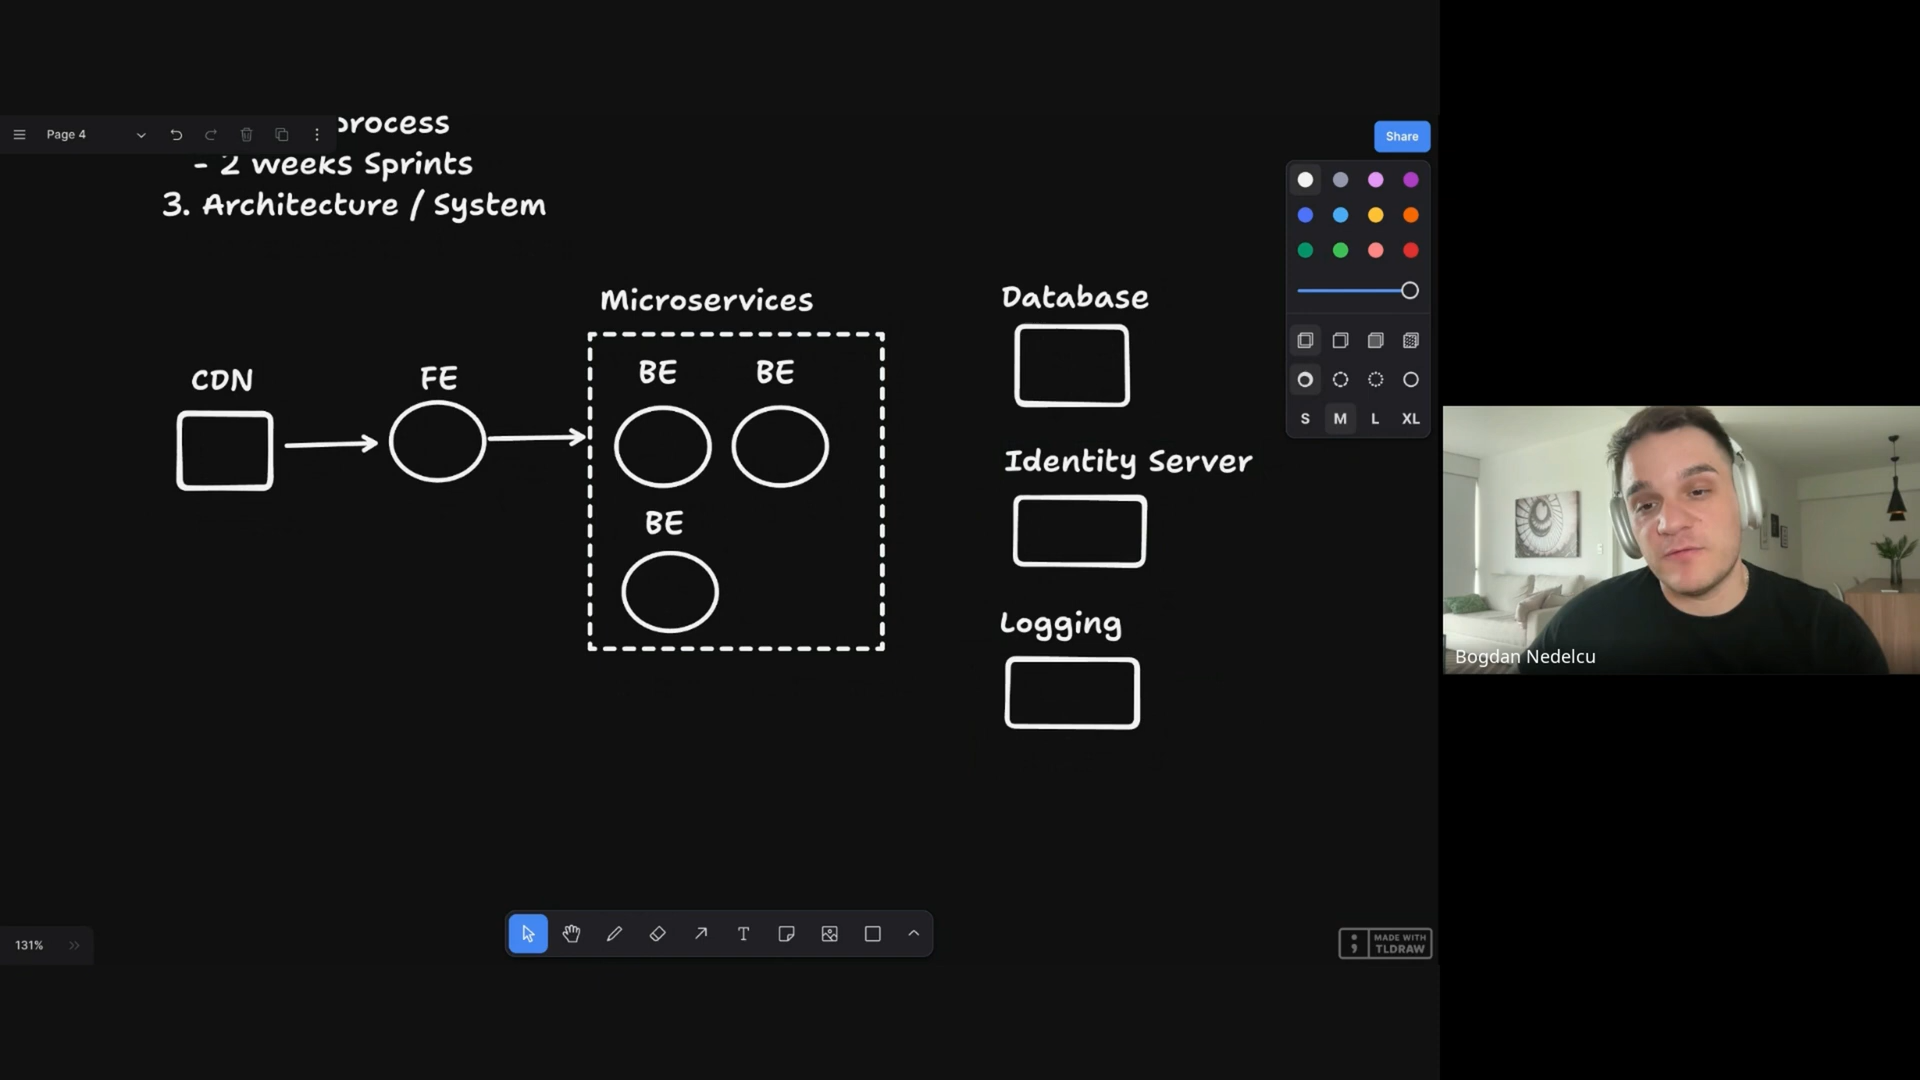 Page 4
process
- 2 weeks Sprints
3. Architecture / System
Share
Microservices
Database
CDN
FE
BE
BE
Identity Server
BE
Logging
S M L XL
Bogdan Nedelcu
131%
MADE WITH
TLDRAW